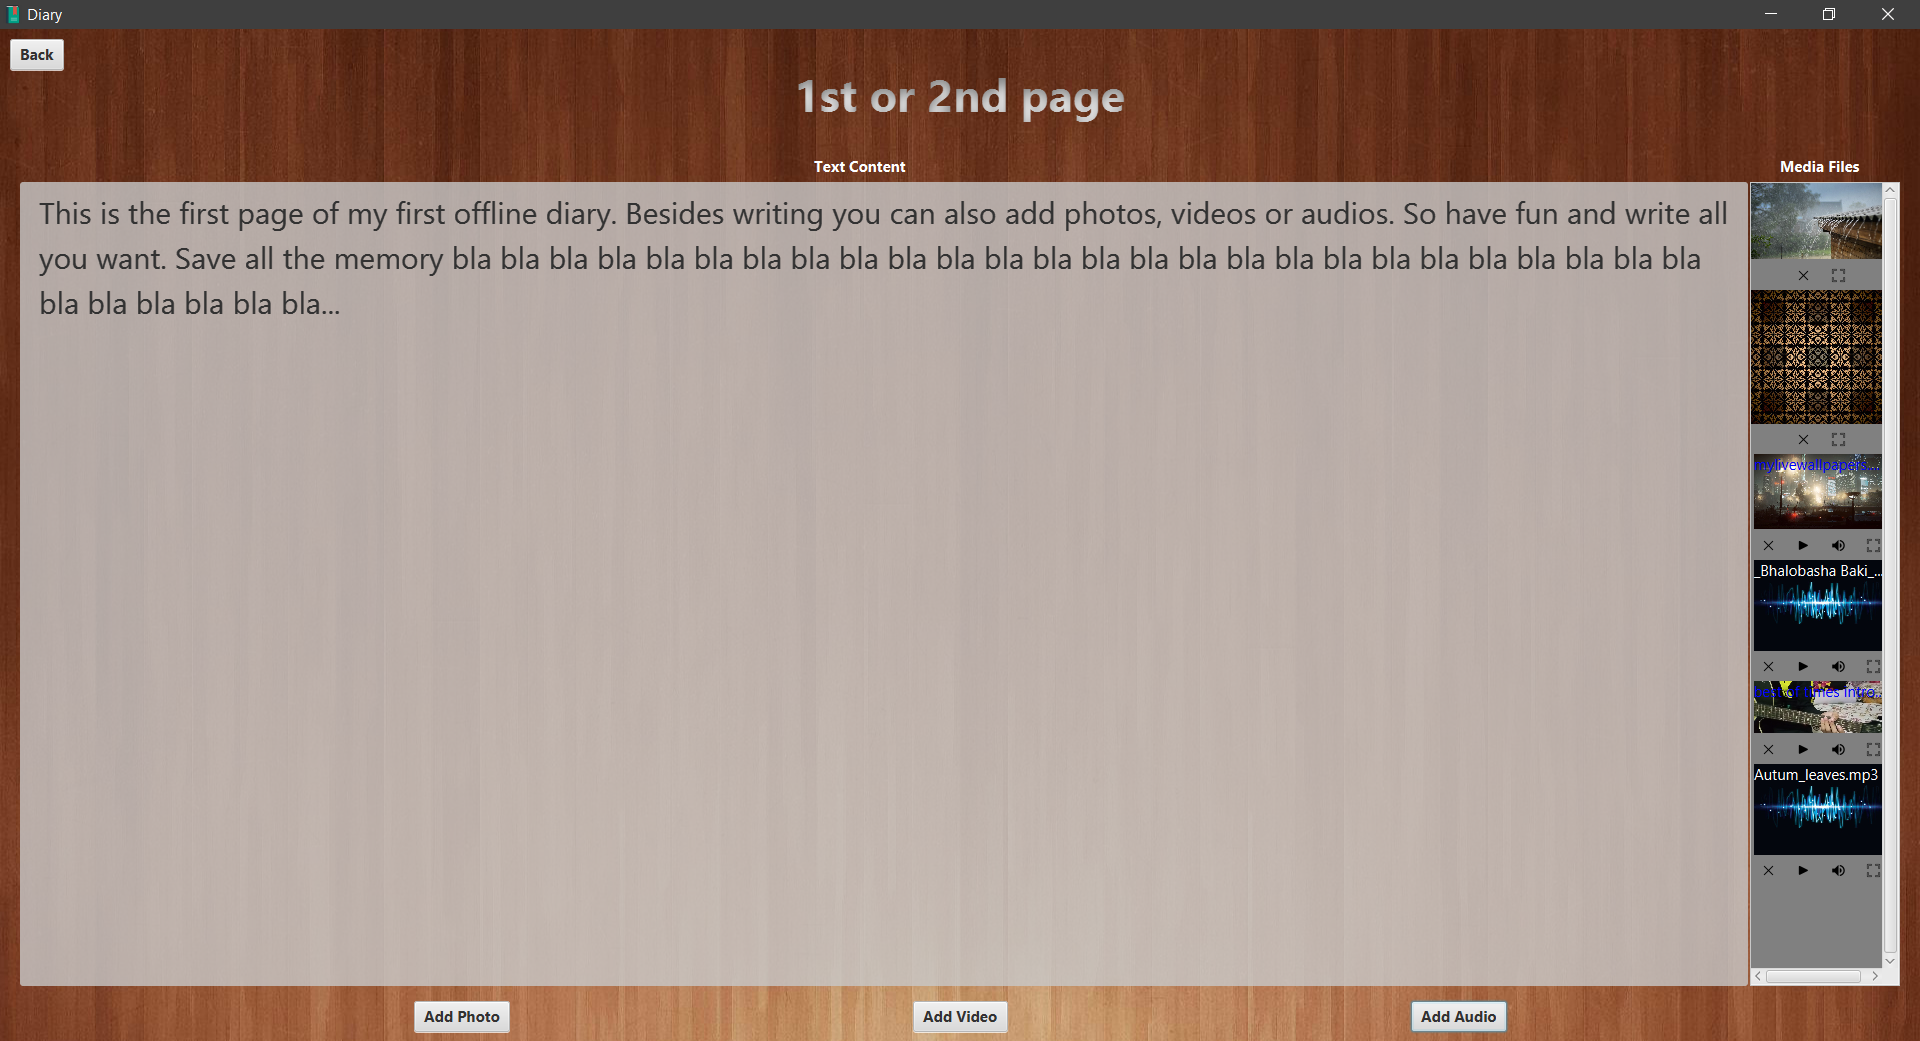 Diary
Back
1st or 2nd page
Text Content
Media Files
This is the first page of my first offline diary. Besides writing you can also add photos, videos or audios. So have fun and write all
you want. Save all the memory bla bla bla bla bla bla bla bla bla bla bla bla bla bla bla bla bla bla bla bla bla bla bla bla bla bla
bla bla bla bla bla bla...
mylivewallpapers....
_Bhalobasha Baki_...
best of times intro...
Autum_leaves.mp3
Add Photo
Add Video
Add Audio